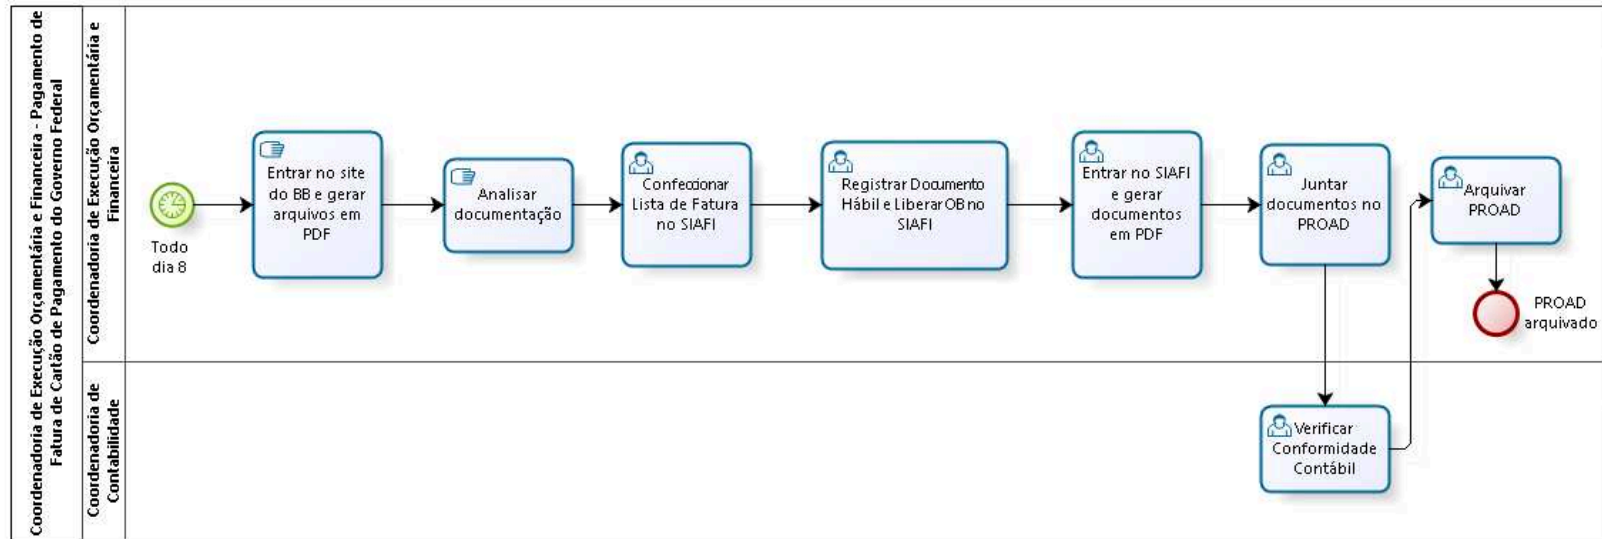 Coordenadoria de Execução Orçamentária e Financeira - Pagamento de
Fatura de Cartão de Pagamento do Governo Federal
Coordenadoria de Execução Orçamentária e
Financeira
Todo
dia 8
Entrar no site
do BB e gerar
arquivos em
PDF
Analisar
documentação
Confeccionar
Lista de Fatura
no SIAFI
Registrar Documento
Hábil e Liberar OB no
SIAFI
Entrar no SIAFI
e gerar
documentos
em PDF
Juntar
documentos no
PROAD
Arquivar
PROAD
PROAD
arquivado
Coordenadoria de
Contabilidade
Verificar
Conformidade
Contábil